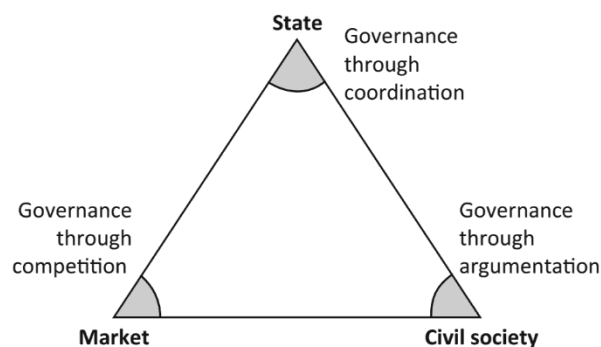 State
Governance
through
coordination
Governance
through
competition
Governance
through
argumentation
Market
Civil society